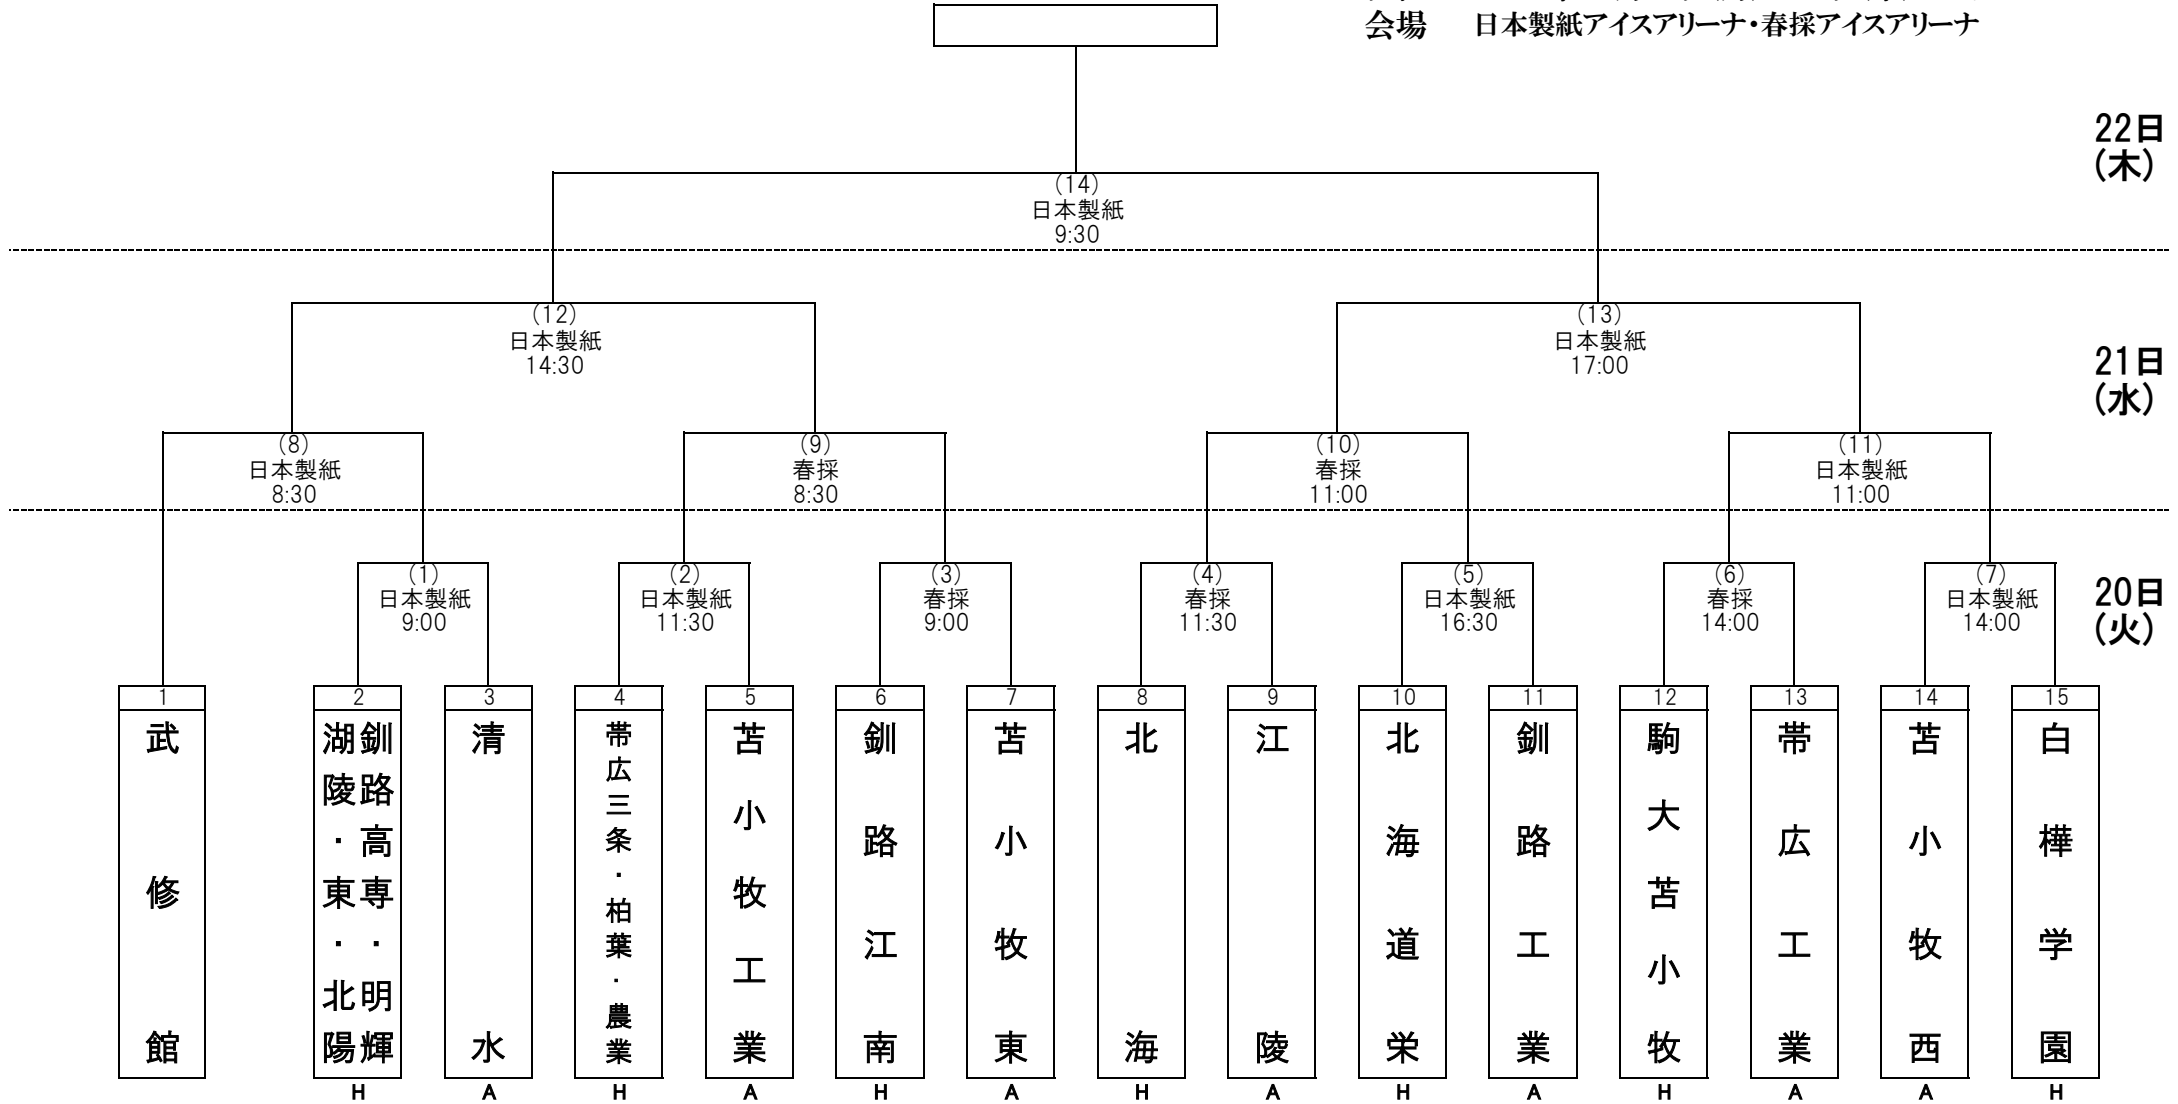 会場 日本製紙アイスアリーナ・春採アイスアリーナ
22日
(木)
(14)
日本製紙
9:30
(12)
日本製紙
14:30
(13)
日本製紙
17:00
21日
(水)
(8)
日本製紙
8:30
(9)
春採
8:30
(10)
春採
11:00
(11)
日本製紙
11:00
(1)
日本製紙
9:00
(2)
日本製紙
11:30
(3)
春採
9:00
(4)
春採
11:30
(5)
日本製紙
16:30
(6)
春採
14:00
(7)
日本製紙
14:00
20日
(火)
1
武修館
2
釧路高専・明輝
湖陵・東・北陽
H
3
清水
A
4
帯広三条・柏葉・農業
H
5
苫小牧工業
A
6
釧路江南
H
7
苫小牧東
A
8
北海
H
9
江陵
A
10
北海道栄
H
11
釧路工業
A
12
駒大苫小牧
H
13
帯広工業
A
14
苫小牧西
A
15
白樺学園
H